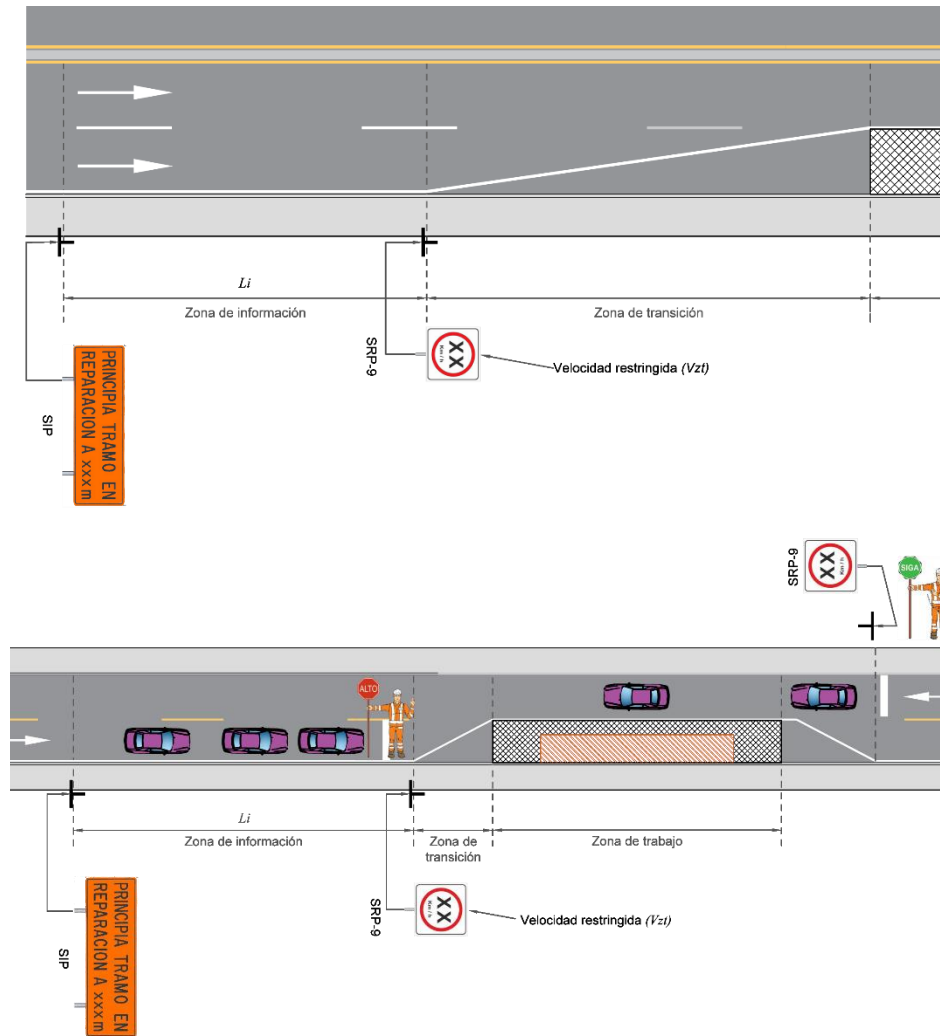 Li
Zona de información
Zona de transición
SRP-9
XX
Km / h
Velocidad restringida (Vzt)
SIP
PRINCIPIA TRAMO EN
REPARACION A xxxm
SRP-9
XX
SIGA
ALTO
Li
Zona de información
Zona de
transición
Zona de trabajo
SRP-9
XX
Km / h
Velocidad restringida (Vzt)
SIP
PRINCIPIA TRAMO EN
REPARACION A xxxm